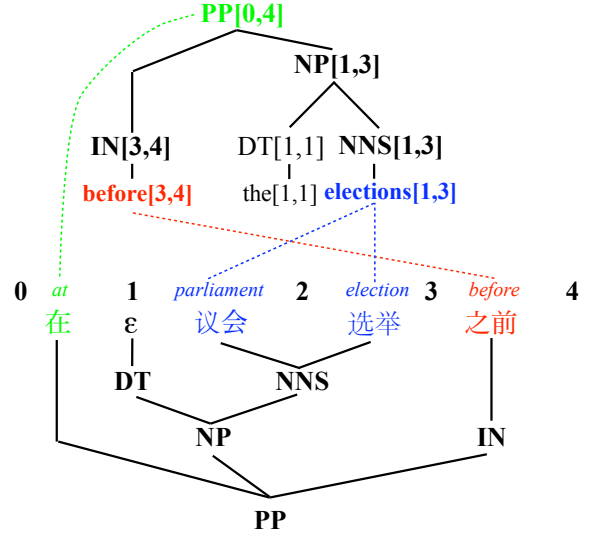 PP[0,4]
NP[1,3]
IN[3,4] DT[1,1] NNS[1,3]
before[3,4] the[1,1] elections[1,3]
0 at 1 parliament 2 election 3 before 4
在 ε 议会 选举 之前
DT NNS
NP IN
PP